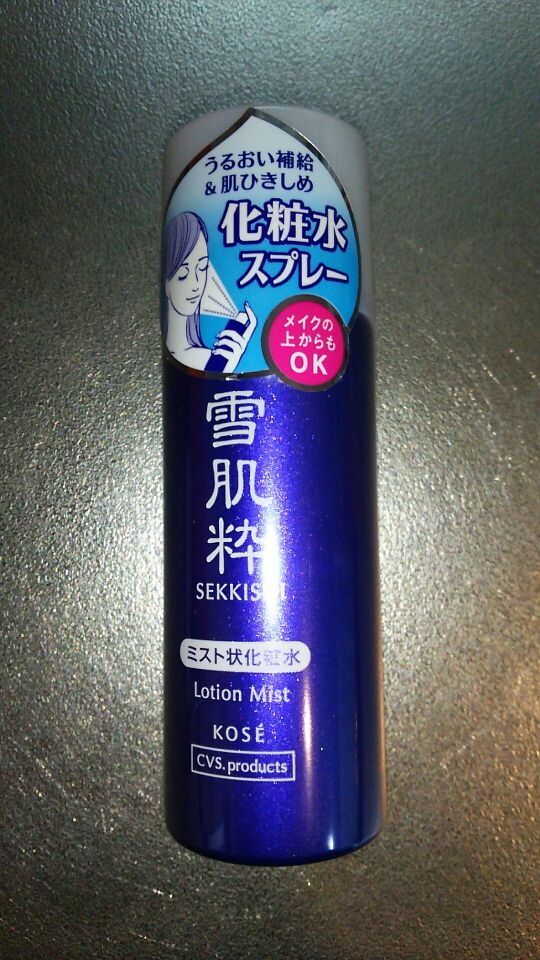 うるおい補給
&肌ひきしめ
化粧水
スプレー
メイクの
上からも
OK
雪肌粋
SEKKISUI
ミスト状化粧水
Lotion Mist
KOSÉ
CVS.products